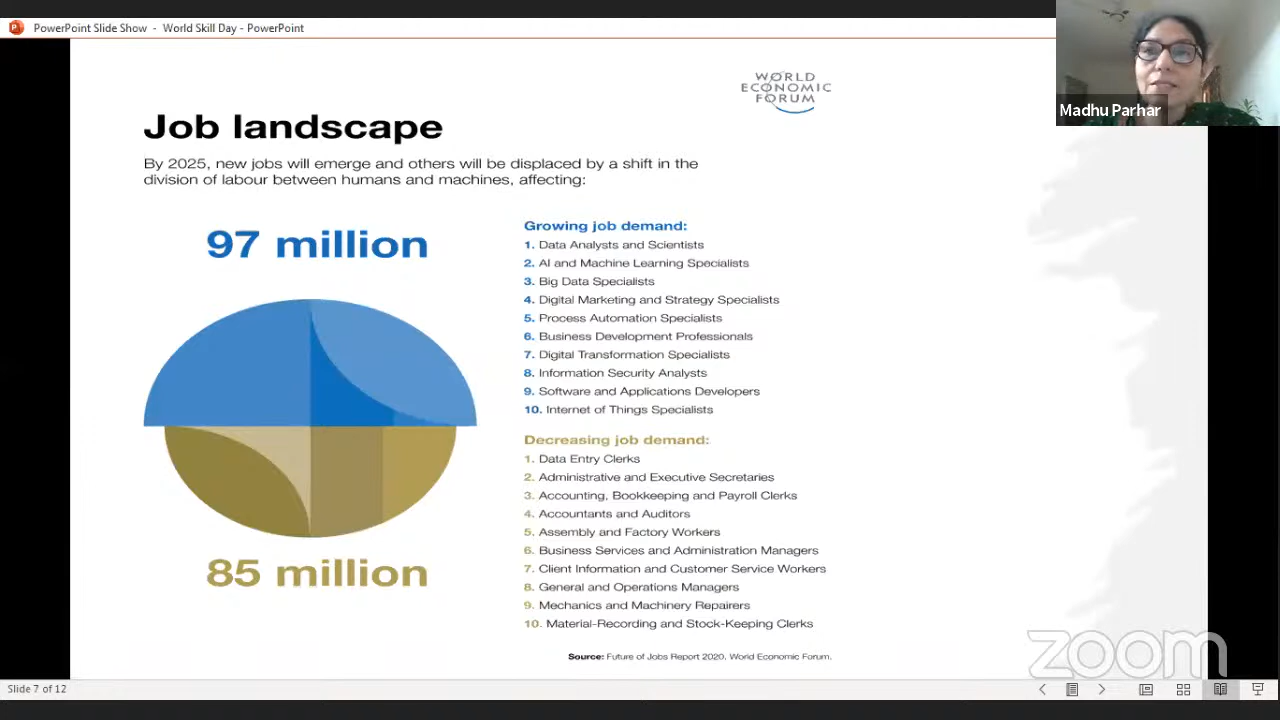 PowerPoint Slide Show - World Skill Day - PowerPoint
Madhu Parhar
WORLD
ECONOMIC
FORUM
Job landscape
By 2025, new jobs will emerge and others will be displaced by a shift in the
division of labour between humans and machines, affecting:
97 million
85 million
Growing job demand:
1. Data Analysts and Scientists
2. AI and Machine Learning Specialists
3. Big Data Specialists
4. Digital Marketing and Strategy Specialists
5. Process Automation Specialists
6. Business Development Professionals
7. Digital Transformation Specialists
8. Information Security Analysts
9. Software and Applications Developers
10. Internet of Things Specialists
Decreasing job demand:
1. Data Entry Clerks
2. Administrative and Executive Secretaries
3. Accounting, Bookkeeping and Payroll Clerks
4. Accountants and Auditors
5. Assembly and Factory Workers
6. Business Services and Administration Managers
7. Client Information and Customer Service Workers
8. General and Operations Managers
9. Mechanics and Machinery Repairers
10. Material-Recording and Stock-Keeping Clerks
Source: Future of Jobs Report 2020, World Economic Forum.
zoom
Slide 7 of 12